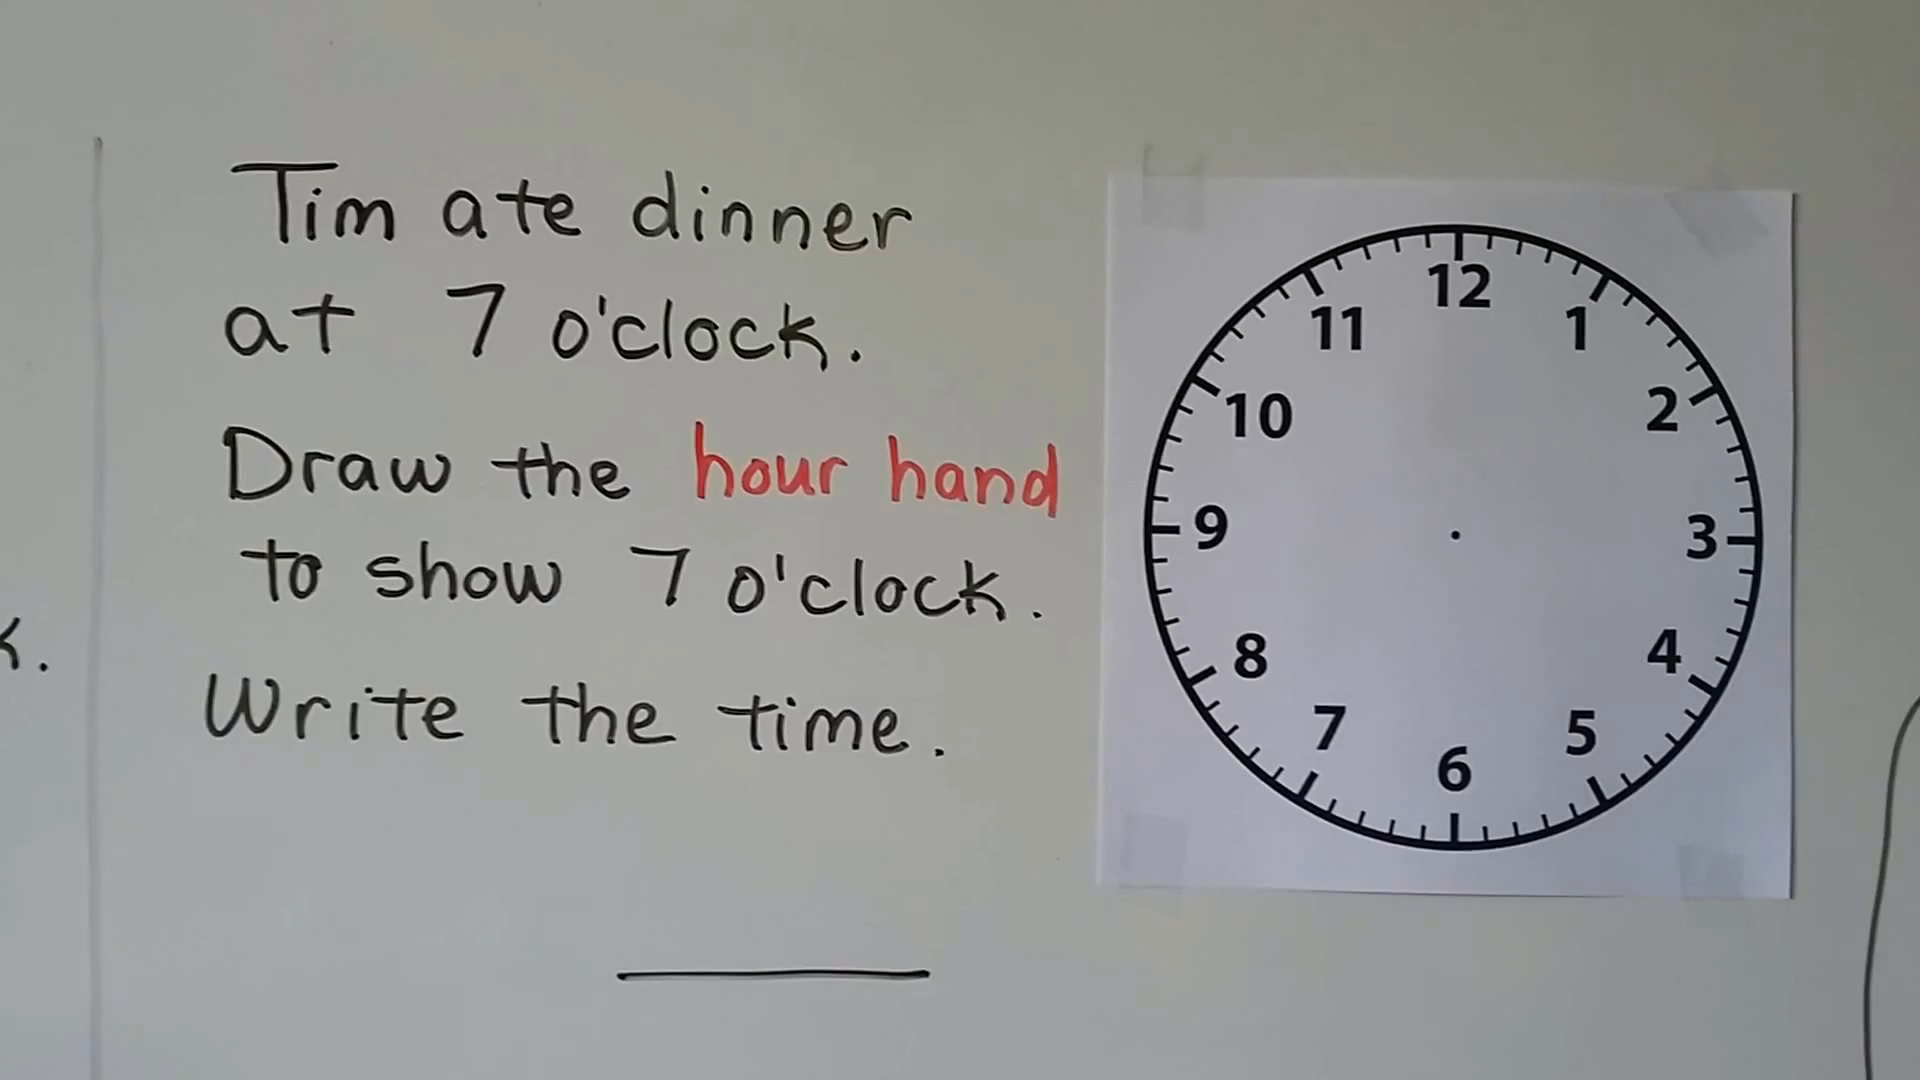 Tim ate dinner
at 7 o'clock.
Draw the hour hand
to show 7 o'clock.
Write the time.
12
11
1
10
2
9
3
8
4
7
5
6